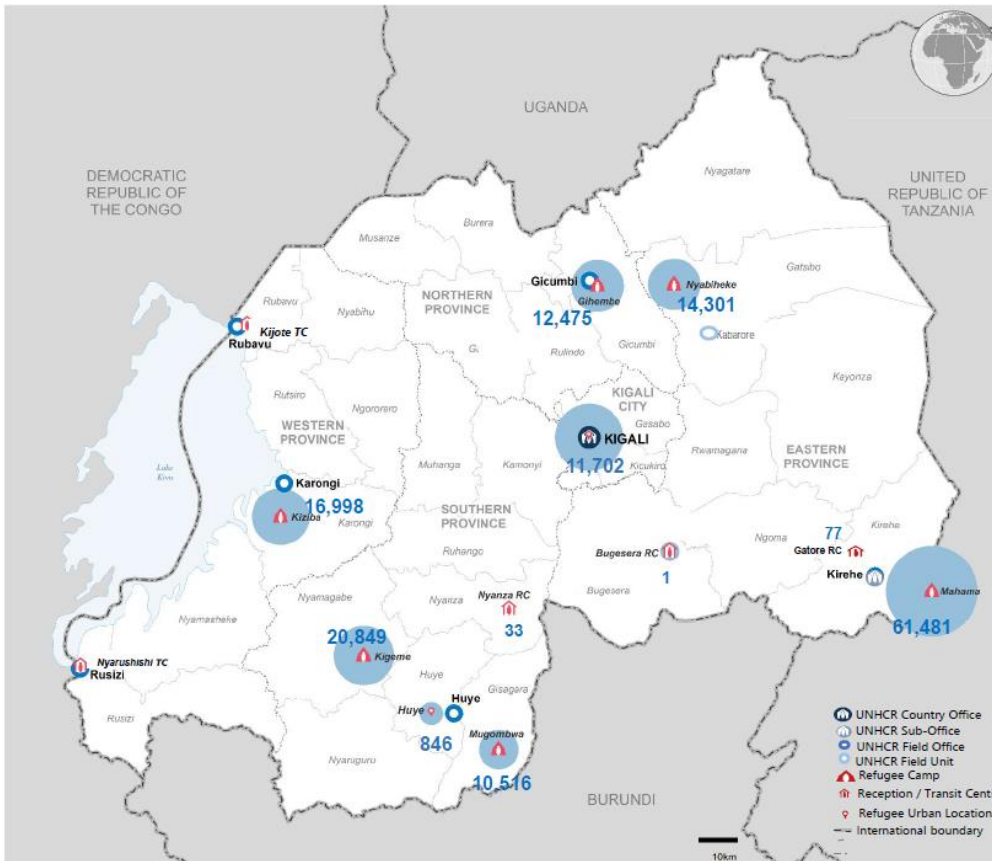 UGANDA
DEMOCRATIC
REPUBLIC OF
THE CONGO
UNITED
REPUBLIC OF
TANZANIA
Nyagatare
Burera
Musanze
Gatsbo
Gicumbi
Gihembe
12,475
Nyabiheke
14,301
NORTHERN
PROVINCE
Rubavu
Nyabihu
Kijote TC
Rubavu
Kabarore
G.
Rulindo
Gicumbi
Kayonza
Rutsiro
Ngororero
WESTERN
PROVINCE
KIGALI
CITY
Gasabo
KIGALI
11,702
Kicukiro
Rwamagana
EASTERN
PROVINCE
Muhanga
Kamonyi
Lake
Kivu
Karongi
16,998
Kiziba
Karongi
SOUTHERN
PROVINCE
Ruhango
Bugesera RC
1
Bugesera
Ngoma
77
Gatore RC
Kirehe
Kirehe
Mahama
61,481
Nyamagabe
Nyanza
Nyanza RC
33
Nyamasheke
20,849
Kigeme
Nyarushishi TC
Rusizi
Rusizi
Huye
Gisagara
Huye
Huye
846
Mugombwa
10,516
Nyaruguru
BURUNDI
UNHCR Country Office
UNHCR Sub-Office
UNHCR Field Office
UNHCR Field Unit
Refugee Camp
Reception / Transit Cent
Refugee Urban Location
International boundary
10km